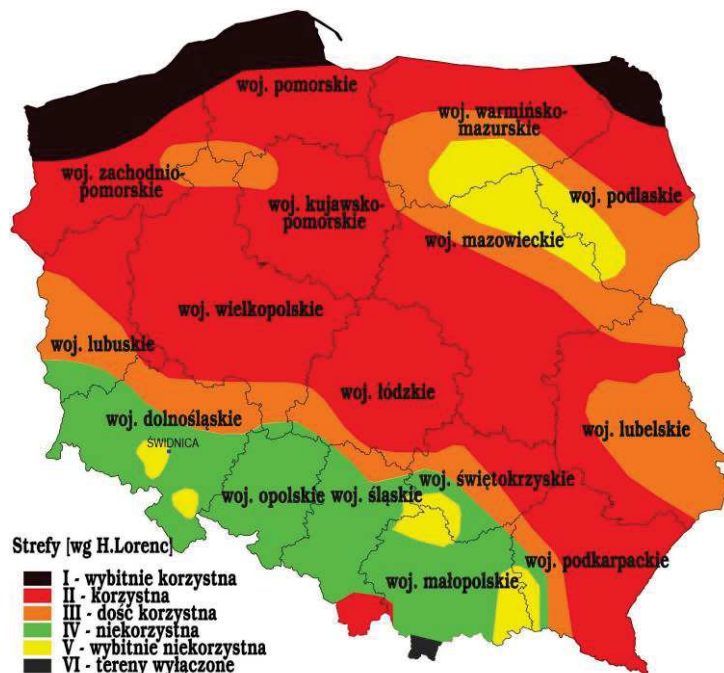 woj. pomorskie
woj. warmińsko-
mazurskie
woj. zachodnio-
pomorskie
woj. podlaskie
woj. kujawsko-
pomorskie
woj. mazowieckie
woj. wielkopolskie
woj. lubuskie
woj. łódzkie
woj. dolnośląskie
ŚWIDNICA
woj. lubelskie
woj. świętokrzyskie
woj. opolskie
woj. śląskie
woj. podkarpackie
woj. małopolskie
Strefy [wg H.Lorenc]
I - wybitnie korzystna
II - Korzystna
III - dość korzystna
IV - niekorzystna
V - wybitnie niekorzystna
VI - tereny wyłączone